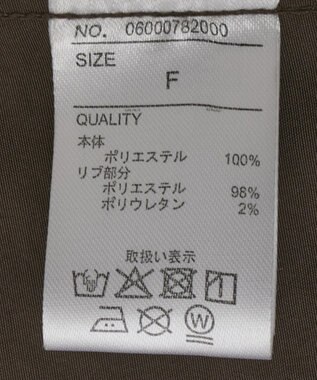 NO. 06000782000
SIZE
F
QUALITY
本体
ポリエステル 100%
リブ部分
ポリエステル 98%
ポリウレタン 2%
取扱い表示
W